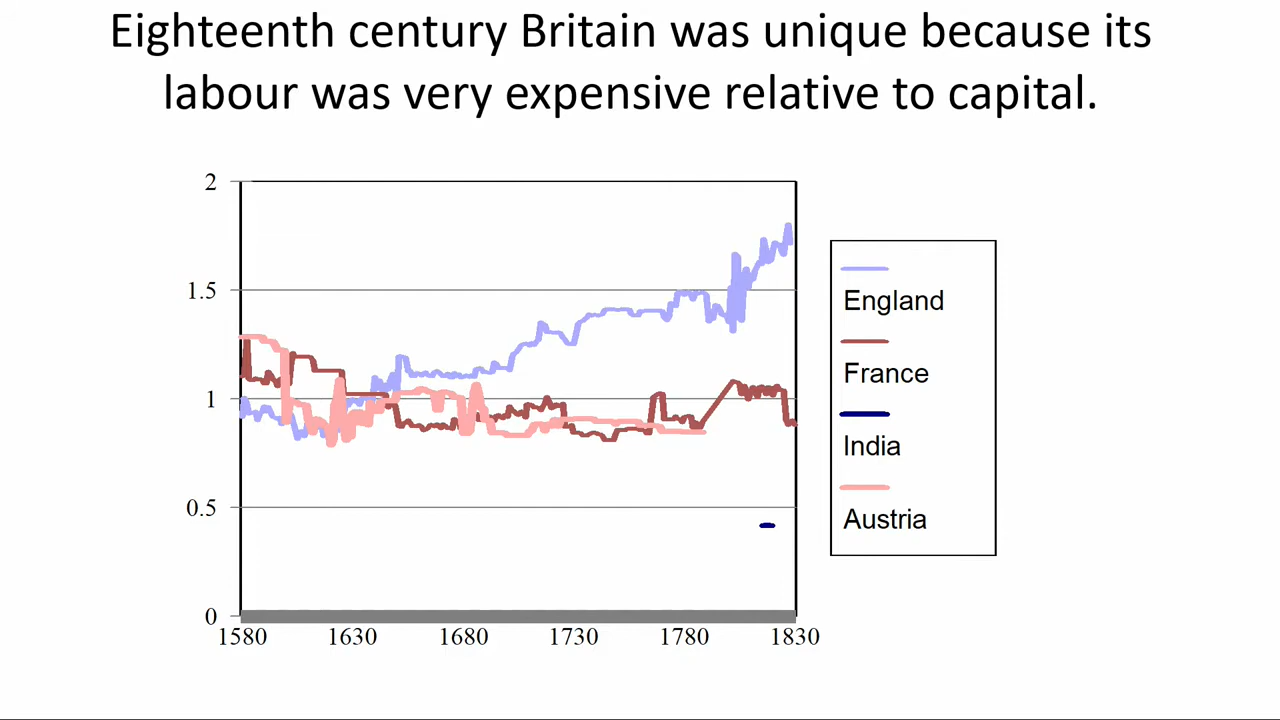 Eighteenth century Britain was unique because its
labour was very expensive relative to capital.
2
1.5
1
0.5
0
1580
1630
1680
1730
1780
1830
England
France
India
Austria